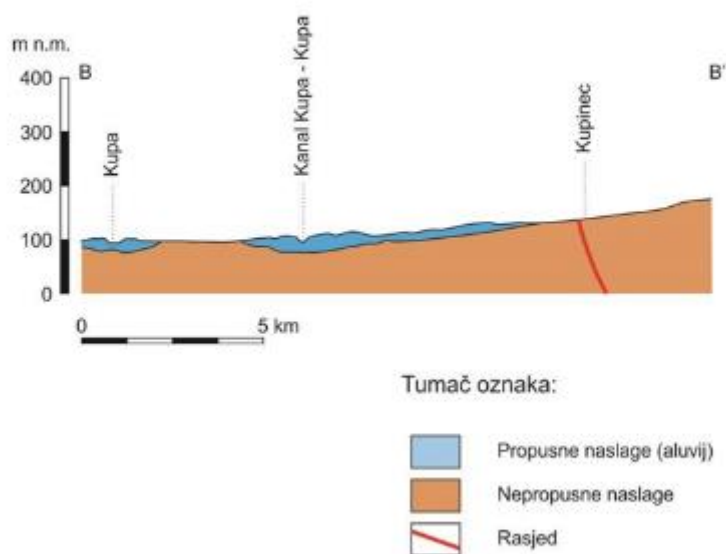 m n.m.
400
300
200
100
0
B
Kupa
Kanal Kupa - Kupa
Kupinec
B'
0
5 km
Tumač oznaka:
Propusne naslage (aluvij)
Nepropusne naslage
Rasjed